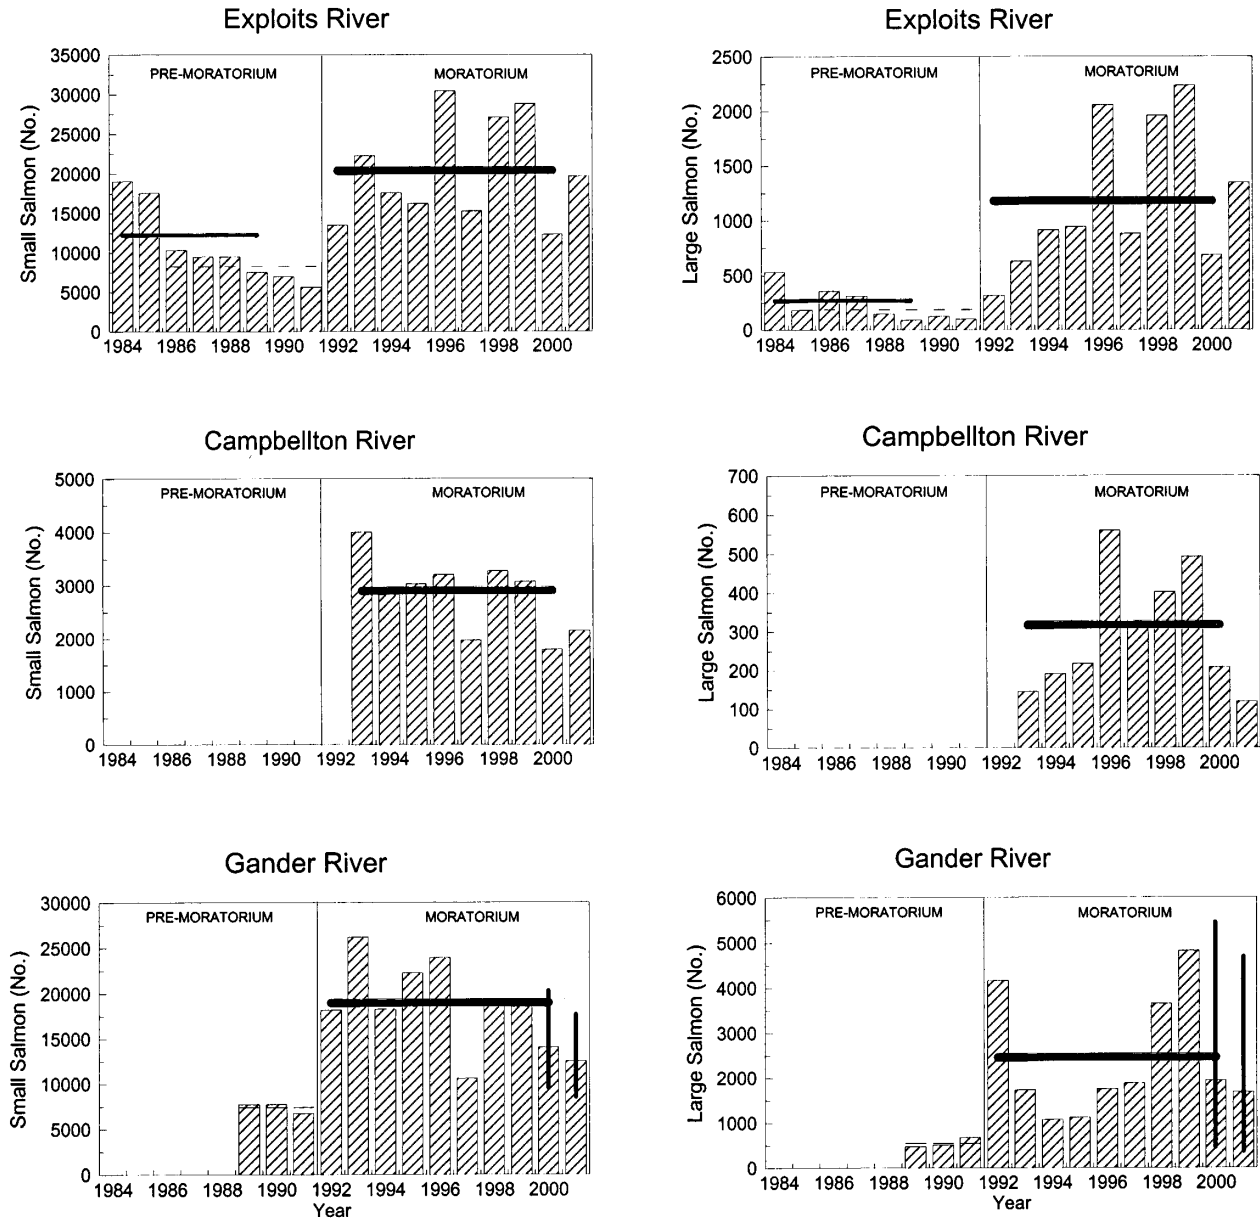 Exploits River
Small Salmon (No.)
35000
30000
25000
20000
15000
10000
5000
0
PRE-MORATORIUM
MORATORIUM
1984 1986 1988 1990 1992 1994 1996 1998 2000
Exploits River
Large Salmon (No.)
2500
2000
1500
1000
500
0
PRE-MORATORIUM
MORATORIUM
1984 1986 1988 1990 1992 1994 1996 1998 2000
Campbellton River
Small Salmon (No.)
5000
4000
3000
2000
1000
0
PRE-MORATORIUM
MORATORIUM
1984 1986 1988 1990 1992 1994 1996 1998 2000
Campbellton River
Large Salmon (No.)
700
600
500
400
300
200
100
0
PRE-MORATORIUM
MORATORIUM
1984 1986 1988 1990 1992 1994 1996 1998 2000
Gander River
Small Salmon (No.)
30000
25000
20000
15000
10000
5000
0
PRE-MORATORIUM
MORATORIUM
1984 1986 1988 1990 1992 1994 1996 1998 2000
Year
Gander River
Large Salmon (No.)
6000
5000
4000
3000
2000
1000
0
PRE-MORATORIUM
MORATORIUM
1984 1986 1988 1990 1992 1994 1996 1998 2000
Year